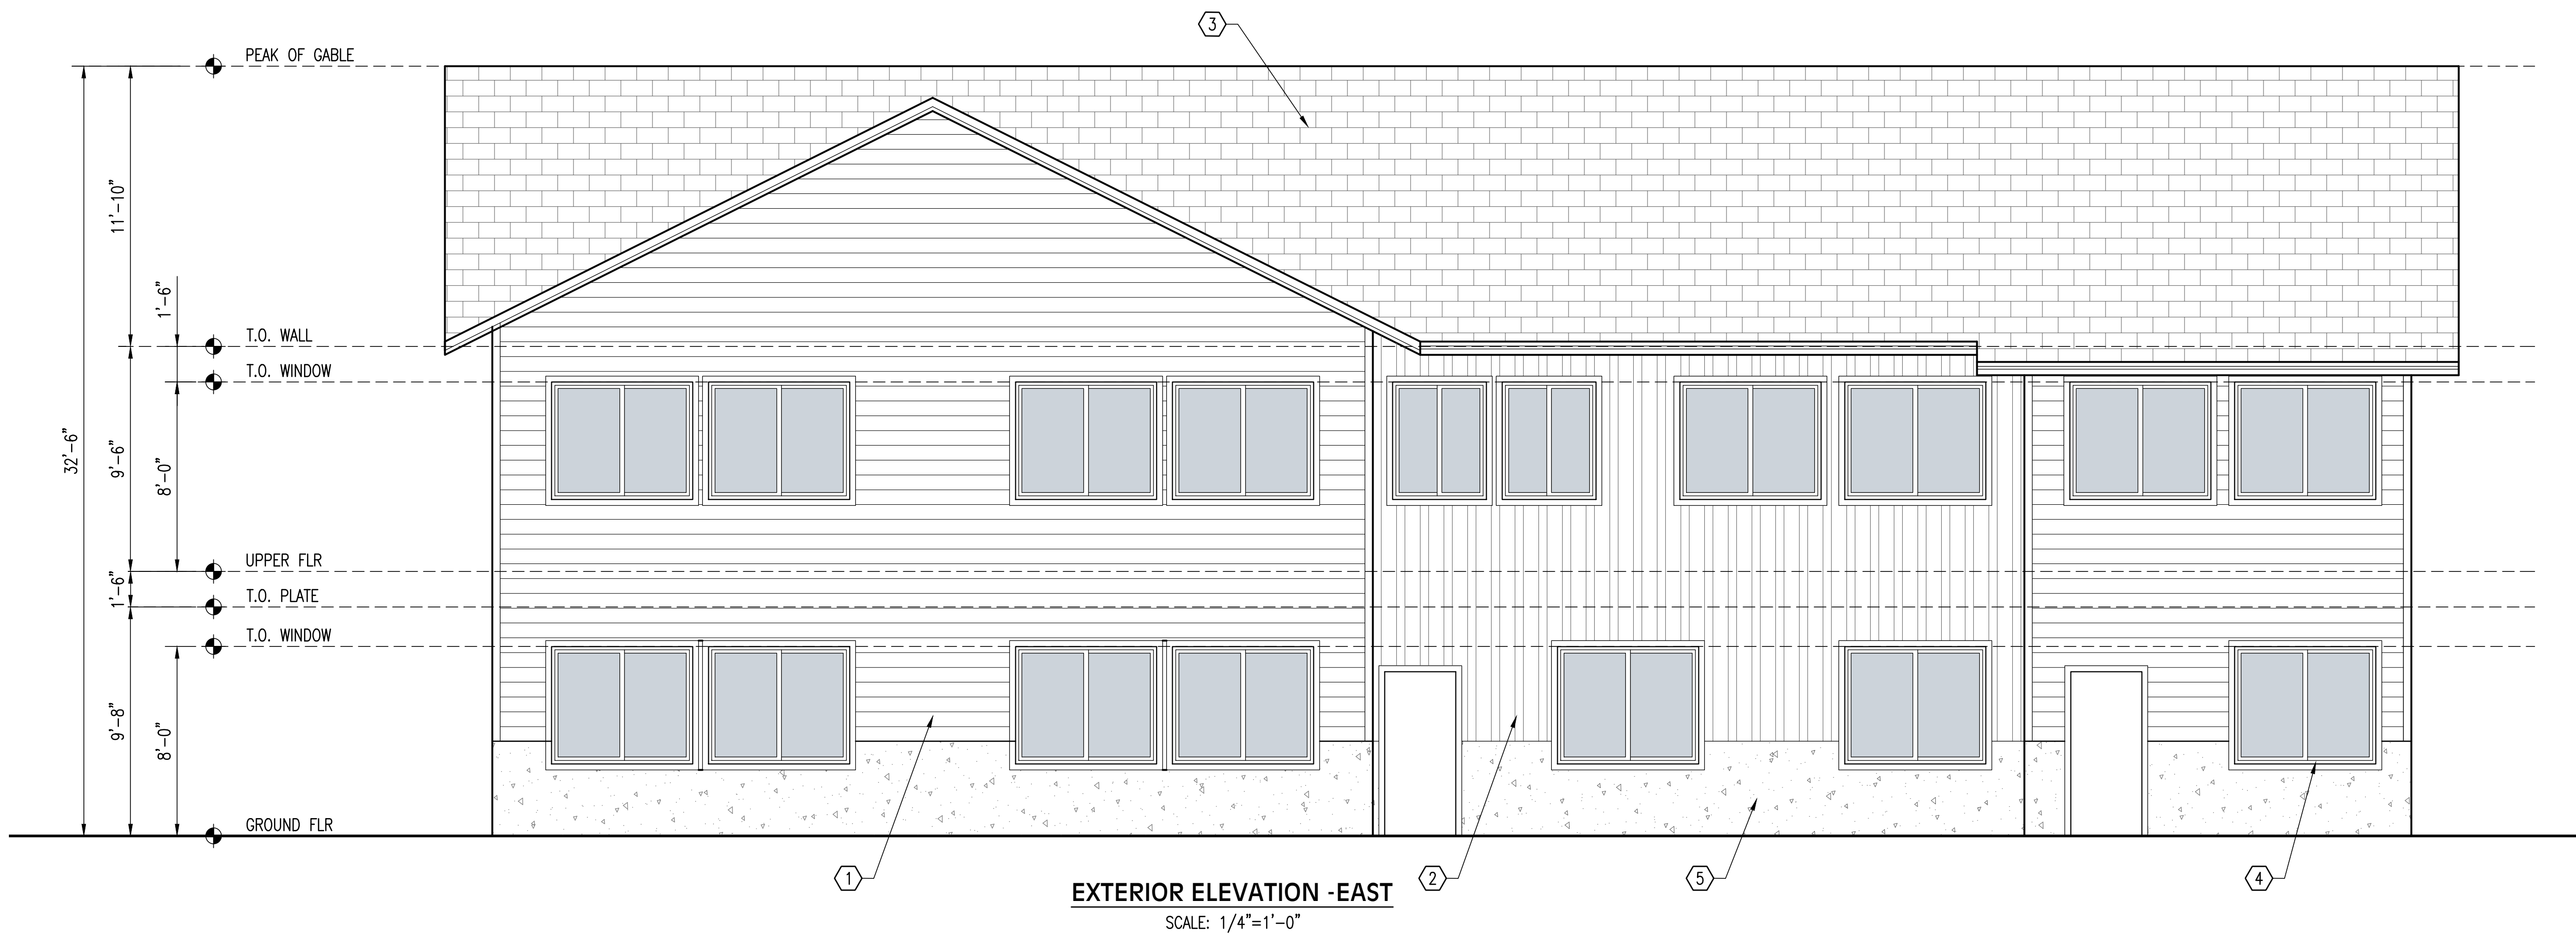 3
PEAK OF GABLE
11'-10"
1'-6"
T.O. WALL
T.O. WINDOW
32'-6"
9'-6"
8'-0"
UPPER FLR
1'-6"
T.O. PLATE
T.O. WINDOW
9'-8"
8'-0"
GROUND FLR
1
2
5
4
EXTERIOR ELEVATION -EAST
SCALE: 1/4"=1'-0"